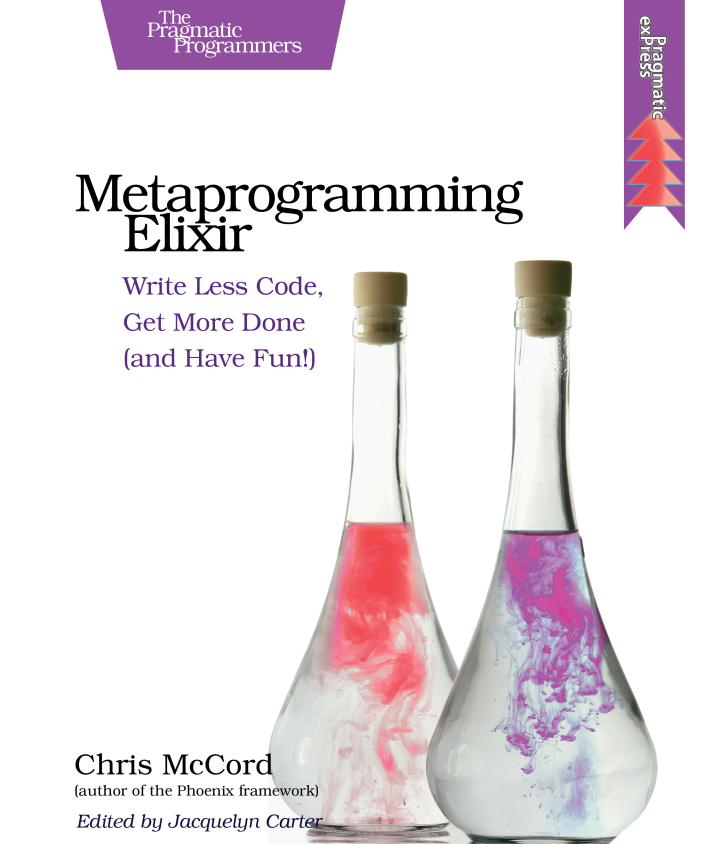 The
Pragmatic
Programmers
Pragmatic
exPress
Metaprogramming
Elixir
Write Less Code,
Get More Done
(and Have Fun!)
Chris McCord
(author of the Phoenix framework)
Edited by Jacquelyn Carter